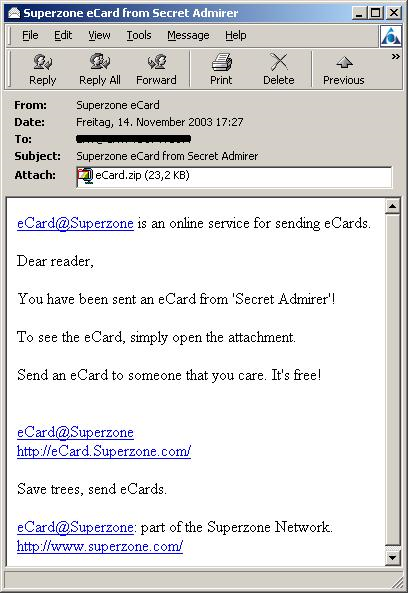 Superzone eCard from Secret Admirer
File Edit View Tools Message Help
Reply Reply All Forward Print Delete Previous »
From: Superzone eCard
Date: Freitag, 14. November 2003 17:27
To:
Subject: Superzone eCard from Secret Admirer
Attach: eCard.zip (23,2 KB)
eCard@Superzone is an online service for sending eCards.
Dear reader,
You have been sent an eCard from 'Secret Admirer'!
To see the eCard, simply open the attachment.
Send an eCard to someone that you care. It's free!
eCard@Superzone
http://eCard.Superzone.com/
Save trees, send eCards.
eCard@Superzone: part of the Superzone Network.
http://www.superzone.com/